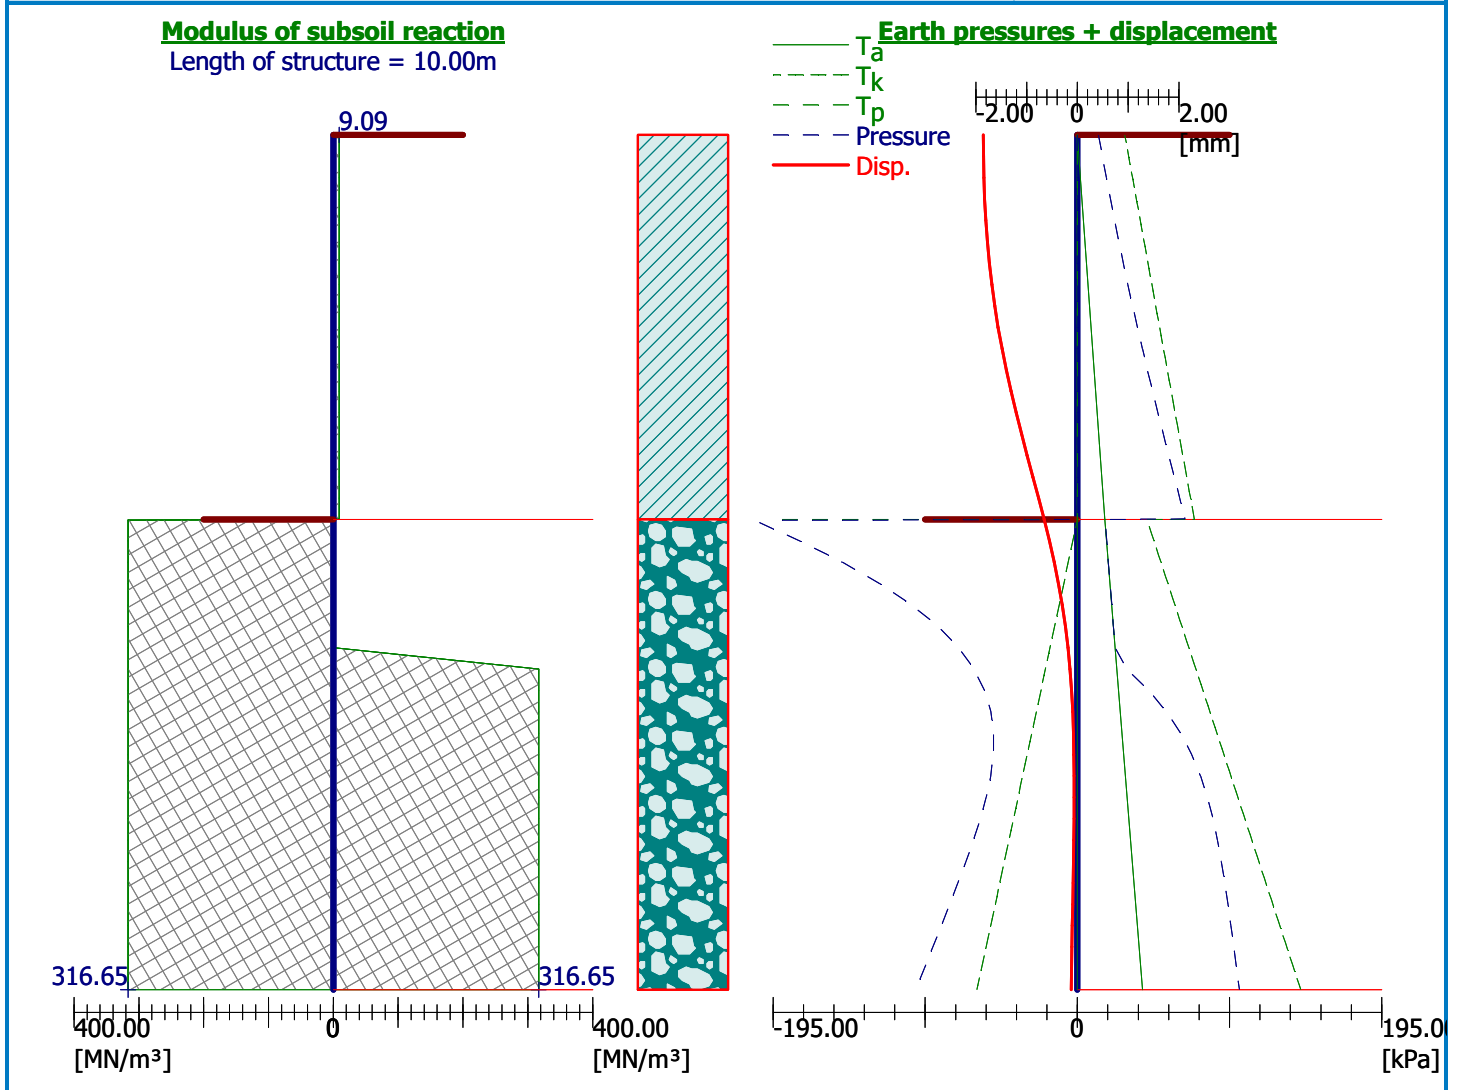 Modulus of subsoil reaction
Length of structure = 10.00m
9.09
316.65
316.65
400.00
0
400.00
[MN/m³]
[MN/m³]
Earth pressures + displacement
Ta
Tk
Tp
Pressure
Disp.
-2.00
0
2.00
[mm]
-195.00
0
195.00
[kPa]